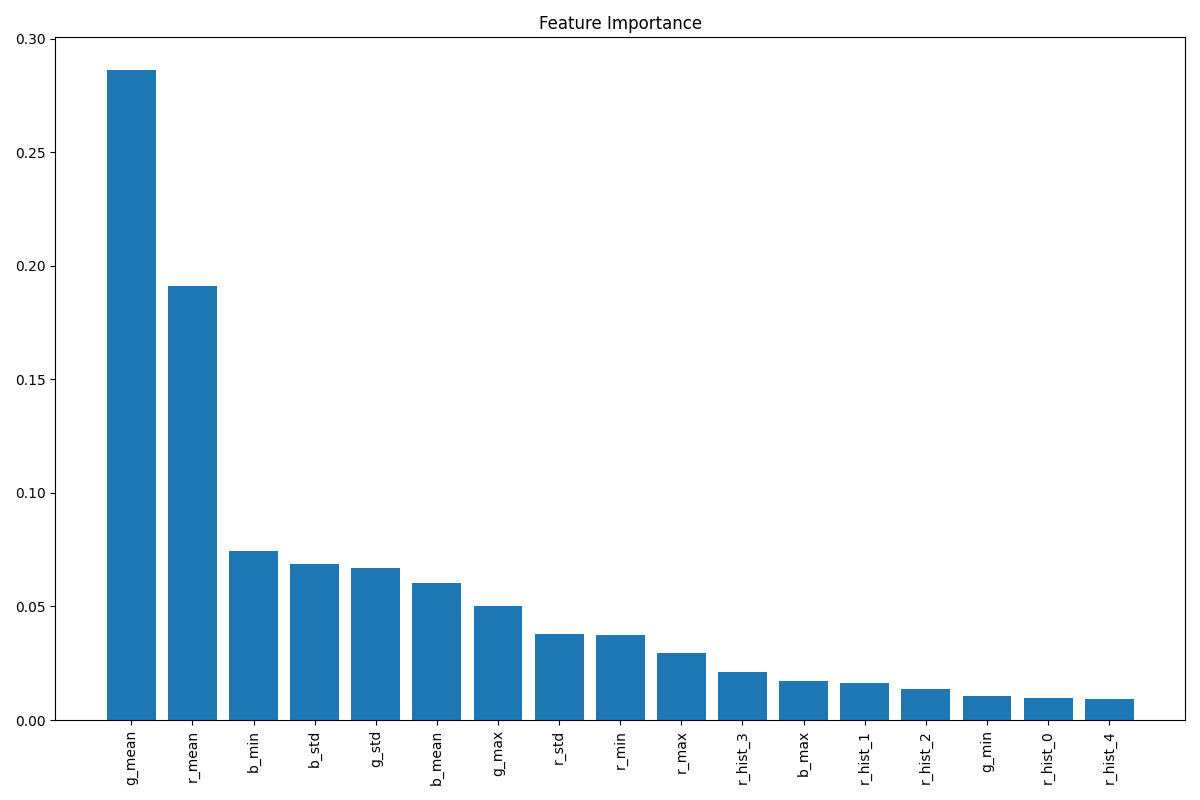 Feature Importance
0.30
0.25
0.20
0.15
0.10
0.05
0.00
g_mean
r_mean
b_min
b_std
g_std
b_mean
g_max
r_std
r_min
r_max
r_hist_3
b_max
r_hist_1
r_hist_2
g_min
r_hist_0
r_hist_4